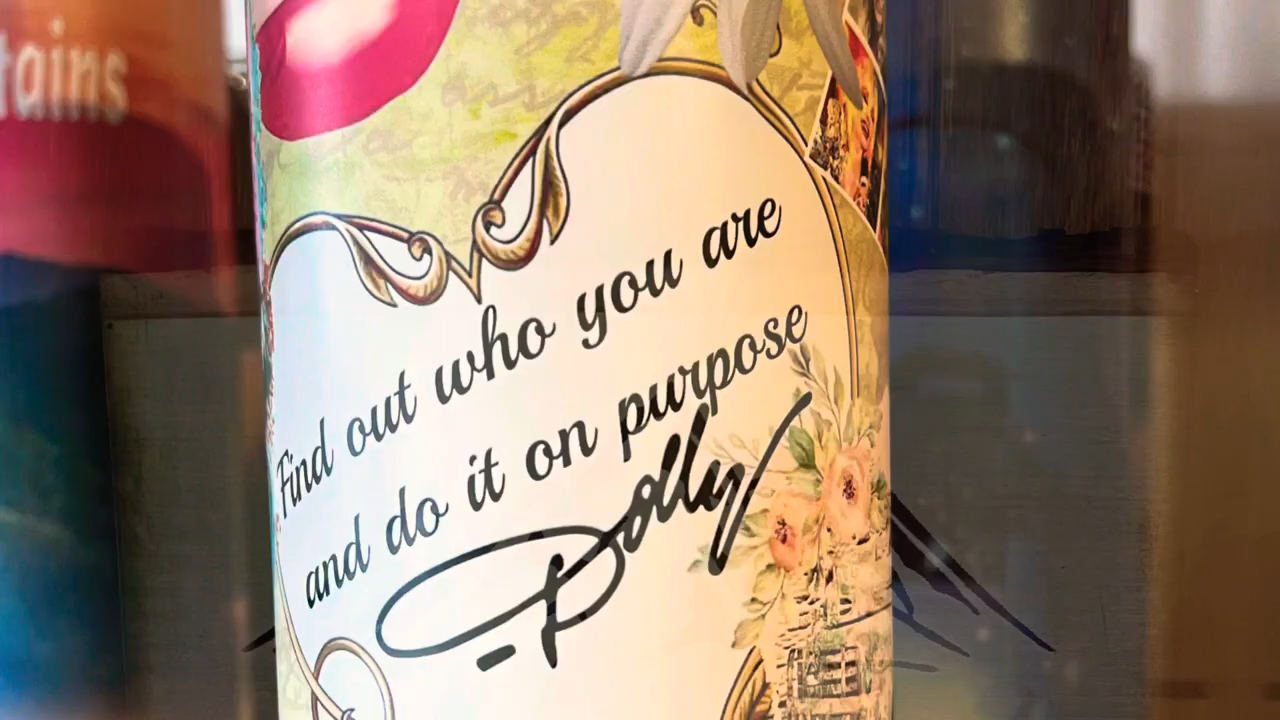 tains
Find out who you are
and do it on purpose
-Dolly